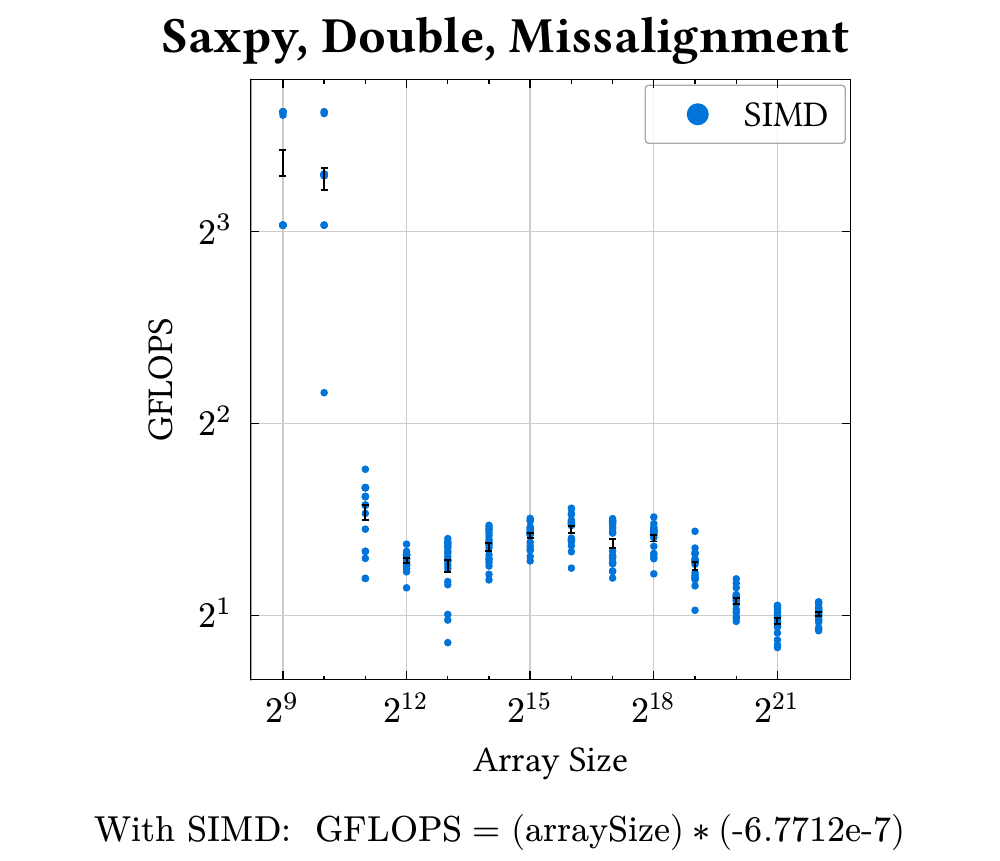 Saxpy, Double, Missalignment
SIMD
2^3
2^2
2^1
GFLOPS
2^9 2^12 2^15 2^18 2^21
Array Size
With SIMD: GFLOPS = (arraySize) ∗ (-6.7712e-7)